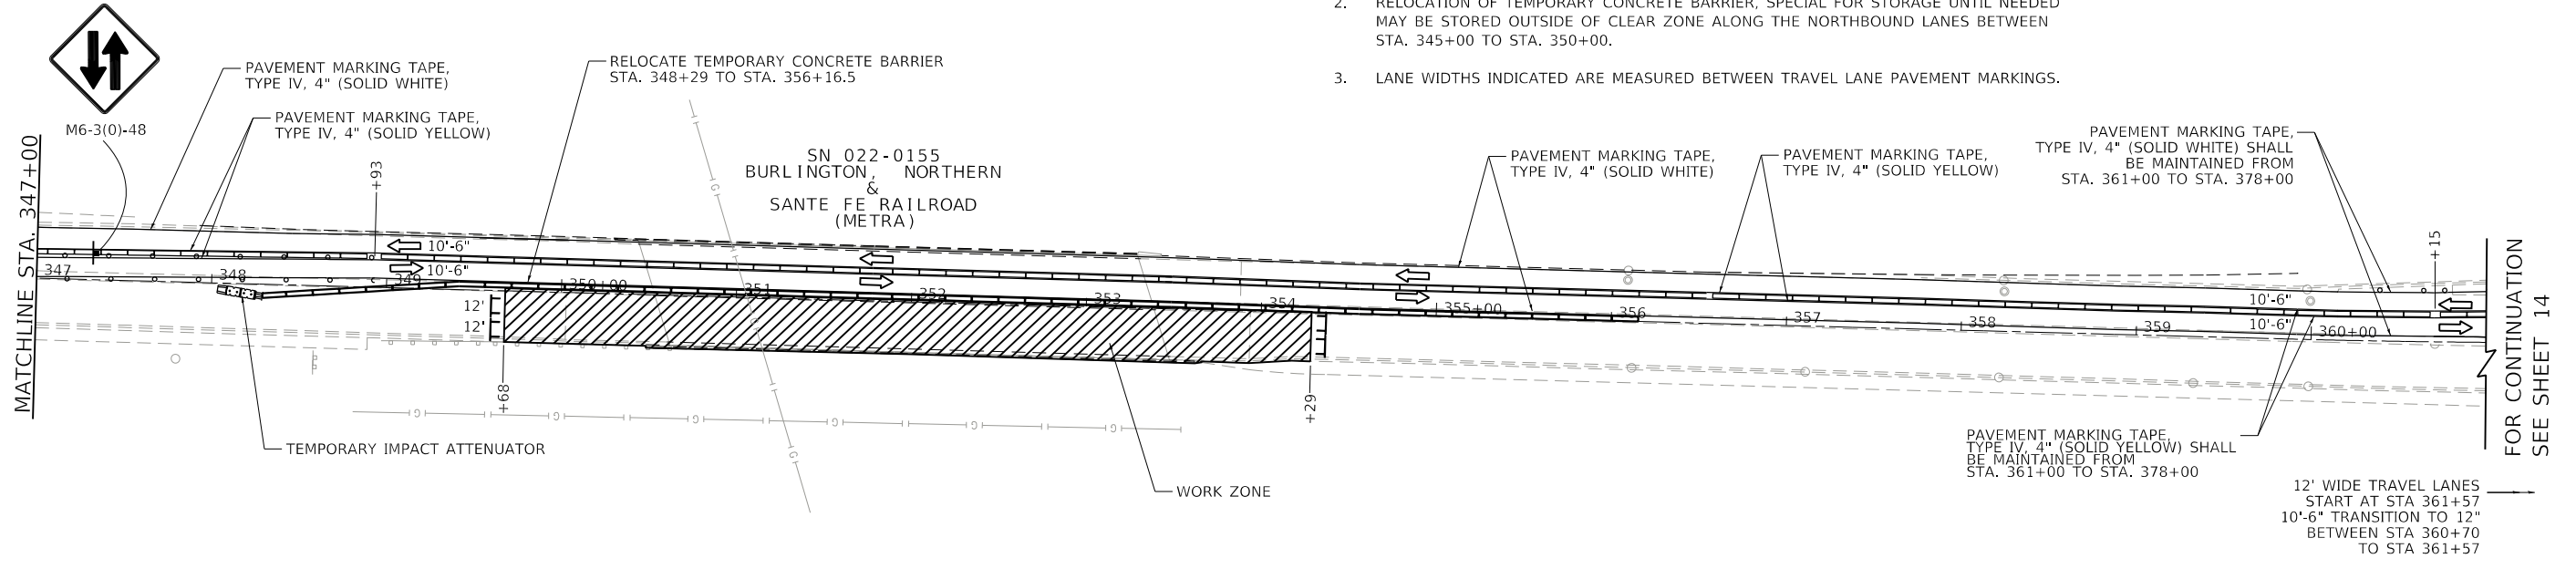 2. RELOCATION OF TEMPORARY CONCRETE BARRIER, SPECIAL FOR STORAGE UNTIL NEEDED
MAY BE STORED OUTSIDE OF CLEAR ZONE ALONG THE NORTHBOUND LANES BETWEEN
STA. 345+00 TO STA. 350+00.
3. LANE WIDTHS INDICATED ARE MEASURED BETWEEN TRAVEL LANE PAVEMENT MARKINGS.
M6-3(0)-48
PAVEMENT MARKING TAPE,
TYPE IV, 4" (SOLID WHITE)
PAVEMENT MARKING TAPE,
TYPE IV, 4" (SOLID YELLOW)
RELOCATE TEMPORARY CONCRETE BARRIER
STA. 348+29 TO STA. 356+16.5
SN 022-0155
BURLINGTON, NORTHERN
&
SANTE FE RAILROAD
(METRA)
PAVEMENT MARKING TAPE,
TYPE IV, 4" (SOLID WHITE)
PAVEMENT MARKING TAPE,
TYPE IV, 4" (SOLID YELLOW)
PAVEMENT MARKING TAPE,
TYPE IV, 4" (SOLID WHITE) SHALL
BE MAINTAINED FROM
STA. 361+00 TO STA. 378+00
MATCHLINE STA. 347+00
+93
+15
10'-6"
10'-6"
10'-6"
10'-6"
347
348
349
350+00
351
352
353
354
355+00
356
357
358
359
360+00
12'
12'
+68
+29
G
G
G
G
G
G
G
G
TEMPORARY IMPACT ATTENUATOR
WORK ZONE
PAVEMENT MARKING TAPE,
TYPE IV, 4" (SOLID YELLOW) SHALL
BE MAINTAINED FROM
STA. 361+00 TO STA. 378+00
12' WIDE TRAVEL LANES
START AT STA 361+57
10'-6" TRANSITION TO 12"
BETWEEN STA 360+70
TO STA 361+57
FOR CONTINUATION
SEE SHEET 14